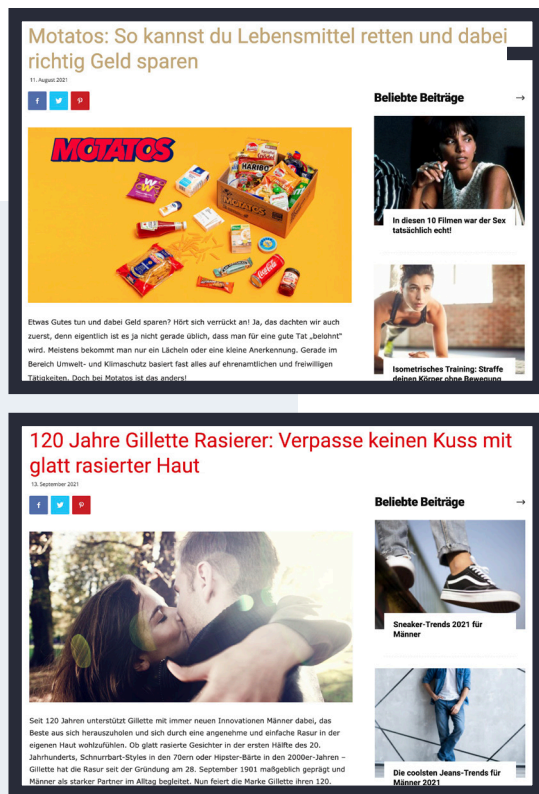 Motatos: So kannst du Lebensmittel retten und dabei
richtig Geld sparen
11. August 2021
Beliebte Beiträge →
MOTATOS
HARIBO
MOTATOS
Coca-Cola
In diesen 10 Filmen war der Sex
tatsächlich echt!
Isometrisches Training: Straffe
deinen Körper ohne Bewegung
Etwas Gutes tun und dabei Geld sparen? Hört sich verrückt an! Ja, das dachten wir auch
zuerst, denn eigentlich ist es ja nicht gerade üblich, dass man für eine gute Tat „belohnt"
wird. Meistens bekommt man nur ein Lächeln oder eine kleine Anerkennung. Gerade im
Bereich Umwelt- und Klimaschutz basiert fast alles auf ehrenamtlichen und freiwilligen
Tätigkeiten. Doch bei Motatos ist das anders!
120 Jahre Gillette Rasierer: Verpasse keinen Kuss mit
glatt rasierter Haut
13. September 2021
Beliebte Beiträge →
Sneaker-Trends 2021 für
Männer
Die coolsten Jeans-Trends für
Männer 2021
Seit 120 Jahren unterstützt Gillette mit immer neuen Innovationen Männer dabei, das
Beste aus sich herauszuholen und sich durch eine angenehme und einfache Rasur in der
eigenen Haut wohlzufühlen. Ob glatt rasierte Gesichter in der ersten Hälfte des 20.
Jahrhunderts, Schnurrbart-Styles in den 70ern oder Hipster-Bärte in den 2000er-Jahren –
Gillette hat die Rasur seit der Gründung am 28. September 1901 maßgeblich geprägt und
Männer als starker Partner im Alltag begleitet. Nun feiert die Marke Gillette ihren 120.